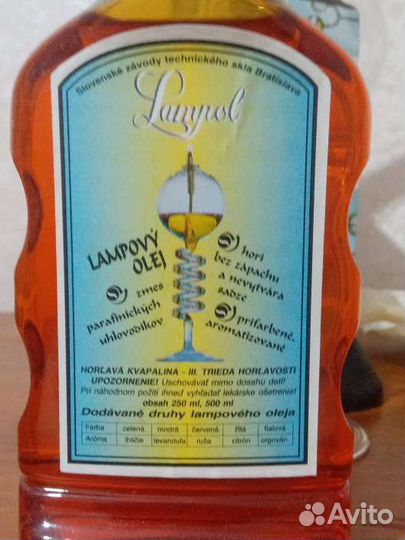 Slovenské závody technického skla Bratislava
Lampol
LAMPOVÝ
OLEJ
zmes
parafinických
uhlovodíkov
horí
bez zápachu
a nevytvára
sadze
prifarbené,
aromatizované
HORLAVÁ KVAPALINA - III. TRIEDA HORLAVOSTI
UPOZORNENIE! Uschovávať mimo dosahu detí!
Pri náhodnom požití ihneď vyhľadať lekárske ošetrenie!
obsah 250 ml, 500 ml
Dodávané druhy lampového oleja
Farba zelená modrá červená žltá fialová
Aróma ihličie levanduľa ruža citrón orgován
Avito